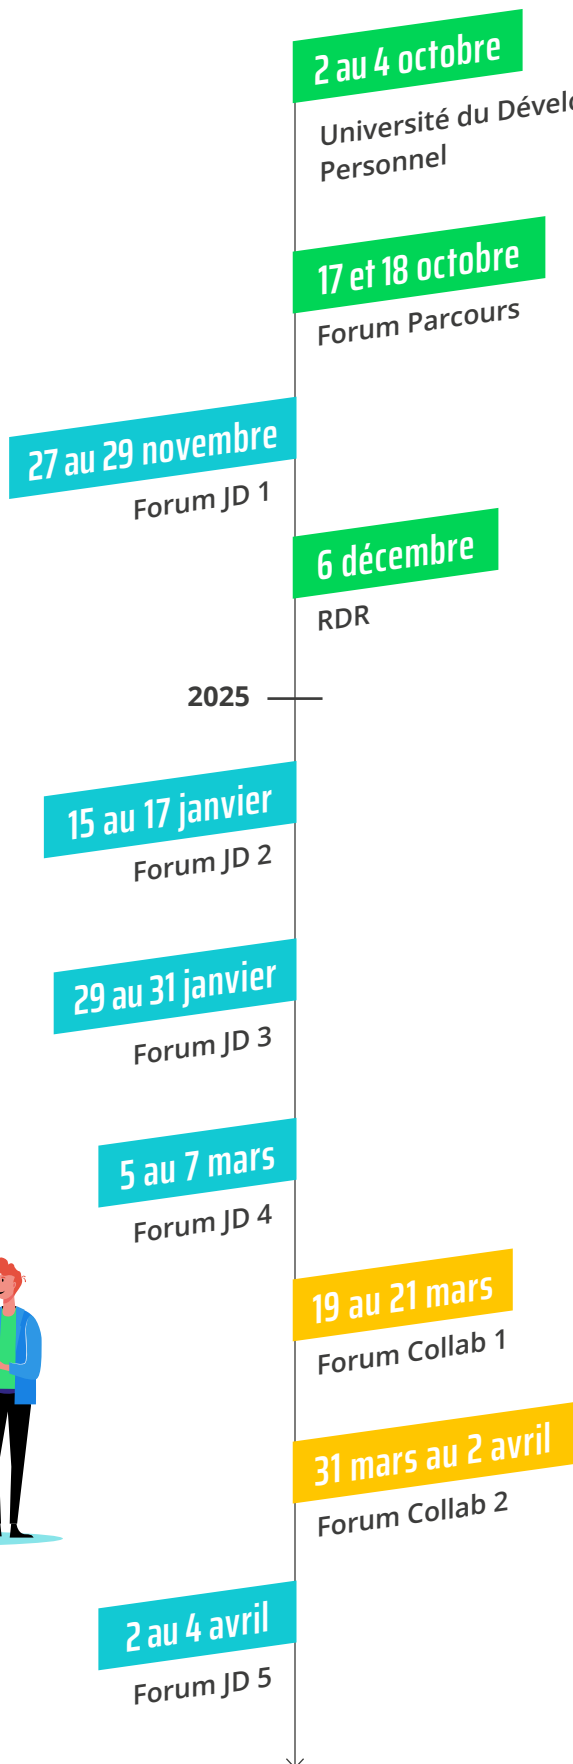 2 au 4 octobre
Université du
Personnel
17 et 18 octobre
Forum Parcours
27 au 29 novembre
Forum JD 1
6 décembre
RDR
2025
15 au 17 janvier
Forum JD 2
29 au 31 janvier
Forum JD 3
5 au 7 mars
Forum JD 4
19 au 21 mars
Forum Collab 1
31 mars au 2 avril
Forum Collab 2
2 au 4 avril
Forum JD 5